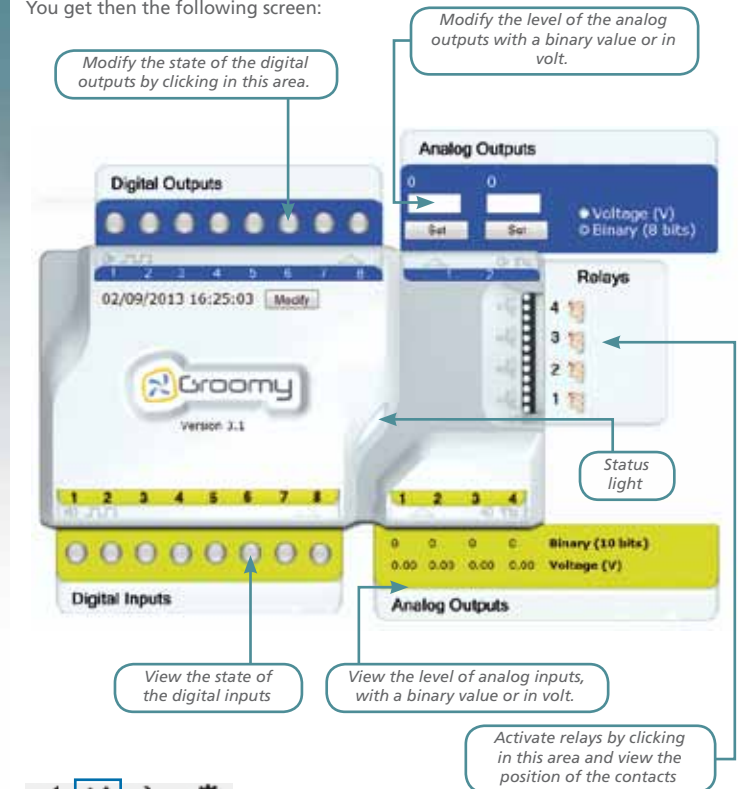 You get then the following screen:
Modify the level of the analog
outputs with a binary value or in
volt.
Modify the state of the digital
outputs by clicking in this area.
Analog Outputs
0 0
Voltage (V)
Binary (8 bits)
Set Set
Digital Outputs
1 2 3 4 5 6 7 8
1 2
02/09/2013 16:25:03 Modify
Relays
4
3
2
1
Groomy
Version 3.1
Status
light
1 2 3 4 5 6 7 8
1 2 3 4
0 0 0 0 Binary (10 bits)
0.00 0.00 0.00 0.00 Voltage (V)
Digital Inputs
Analog Outputs
View the state of
the digital inputs
View the level of analog inputs,
with a binary value or in volt.
Activate relays by clicking
in this area and view the
position of the contacts